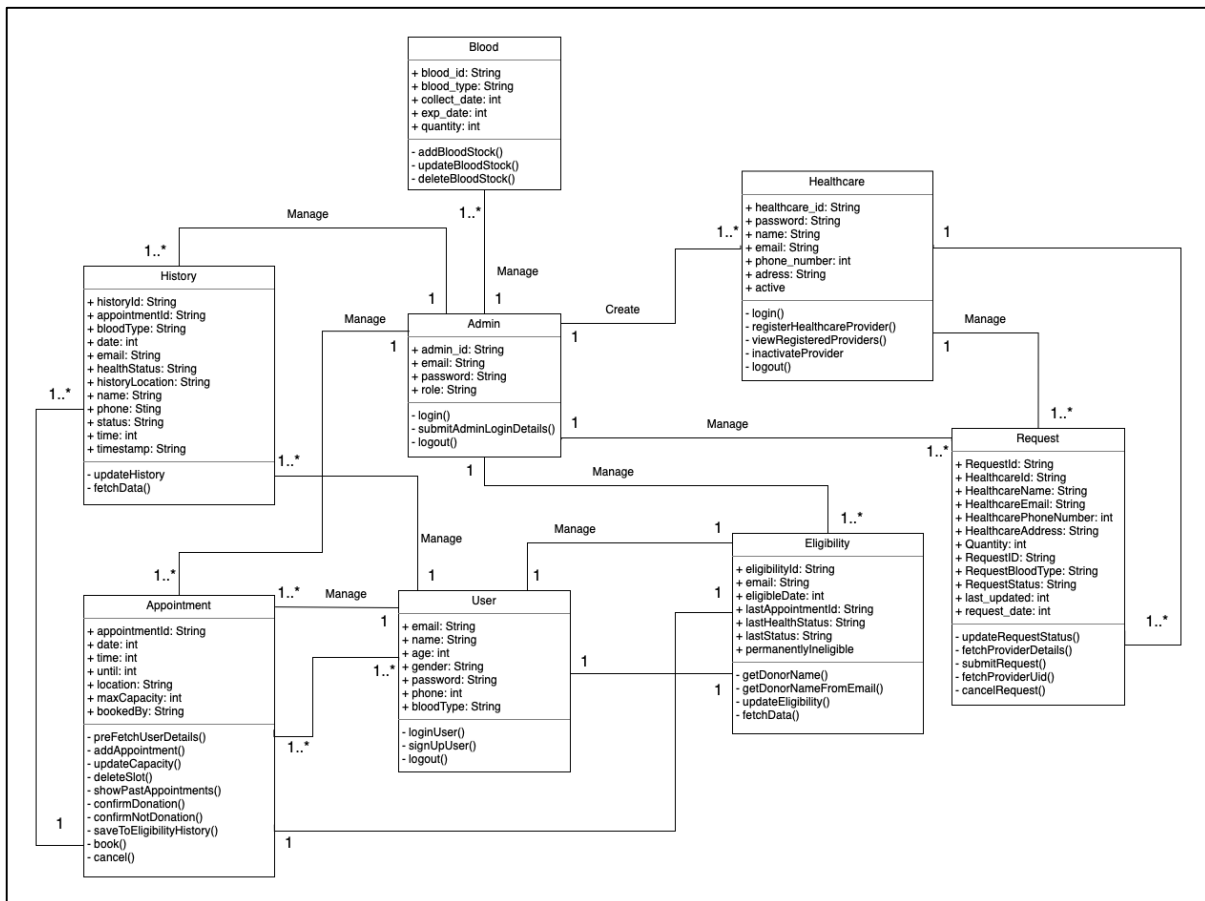 Blood
+ blood_id: String
+ blood_type: String
+ collect_date: int
+ exp_date: int
+ quantity: int
- addBloodStock()
- updateBloodStock()
- deleteBloodStock()
1..*
Manage
1
Healthcare
+ healthcare_id: String
+ password: String
+ name: String
+ email: String
+ phone_number: int
+ adress: String
+ active
- login()
- registerHealthcareProvider()
- viewRegisteredProviders()
- inactivateProvider
- logout()
1..*
Create
1
1
1..*
Manage
1
1..*
Manage
1..*
1
History
+ historyId: String
+ appointmentId: String
+ bloodType: String
+ date: int
+ email: String
+ healthStatus: String
+ historyLocation: String
+ name: String
+ phone: Sting
+ status: String
+ time: int
+ timestamp: String
- updateHistory
- fetchData()
1..*
1..*
Manage
1
Manage
1
1..*
Admin
+ admin_id: String
+ email: String
+ password: String
+ role: String
- login()
- submitAdminLoginDetails()
- logout()
1
Manage
1..*
1
Manage
1..*
Request
+ RequestId: String
+ HealthcareId: String
+ HealthcareName: String
+ HealthcareEmail: String
+ HealthcarePhoneNumber: int
+ HealthcareAddress: String
+ Quantity: int
+ RequestID: String
+ RequestBloodType: String
+ RequestStatus: String
+ last_updated: int
+ request_date: int
- updateRequestStatus()
- fetchProviderDetails()
- submitRequest()
- fetchProviderUid()
- cancelRequest()
Eligibility
+ eligibilityId: String
+ email: String
+ eligibleDate: int
+ lastAppointmentId: String
+ lastHealthStatus: String
+ lastStatus: String
+ permanentlyIneligible
- getDonorName()
- getDonorNameFromEmail()
- updateEligibility()
- fetchData()
Manage
1
1
1
1
1
Appointment
+ appointmentId: String
+ date: int
+ time: int
+ until: int
+ location: String
+ maxCapacity: int
+ bookedBy: String
- preFetchUserDetails()
- addAppointment()
- updateCapacity()
- deleteSlot()
- showPastAppointments()
- confirmDonation()
- confirmNotDonation()
- saveToEligibilityHistory()
- book()
- cancel()
1..*
Manage
1
1..*
1..*
1
1
User
+ email: String
+ name: String
+ age: int
+ gender: String
+ password: String
+ phone: int
+ bloodType: String
- loginUser()
- signUpUser()
- logout()